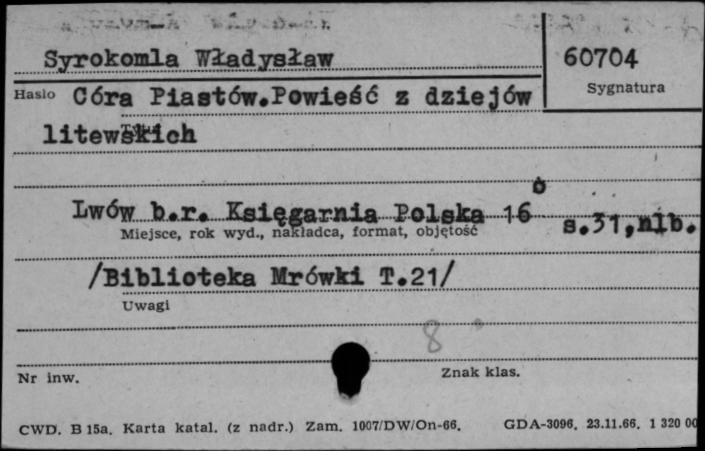 Syrokomla Władysław
60704
Sygnatura
Hasło Córa Piastów.Powieść z dziejów
litewskich
Lwów b.r. Księgarnia Polska 16° s.31,nlb.
Miejsce, rok wyd., nakładca, format, objętość
/Biblioteka Mrówki T.21/
Uwagi
8
Nr inw.
Znak klas.
CWD. B 15a. Karta katal. (z nadr.) Zam. 1007/DW/On-66. GDA-3096. 23.11.66. 1 320 00